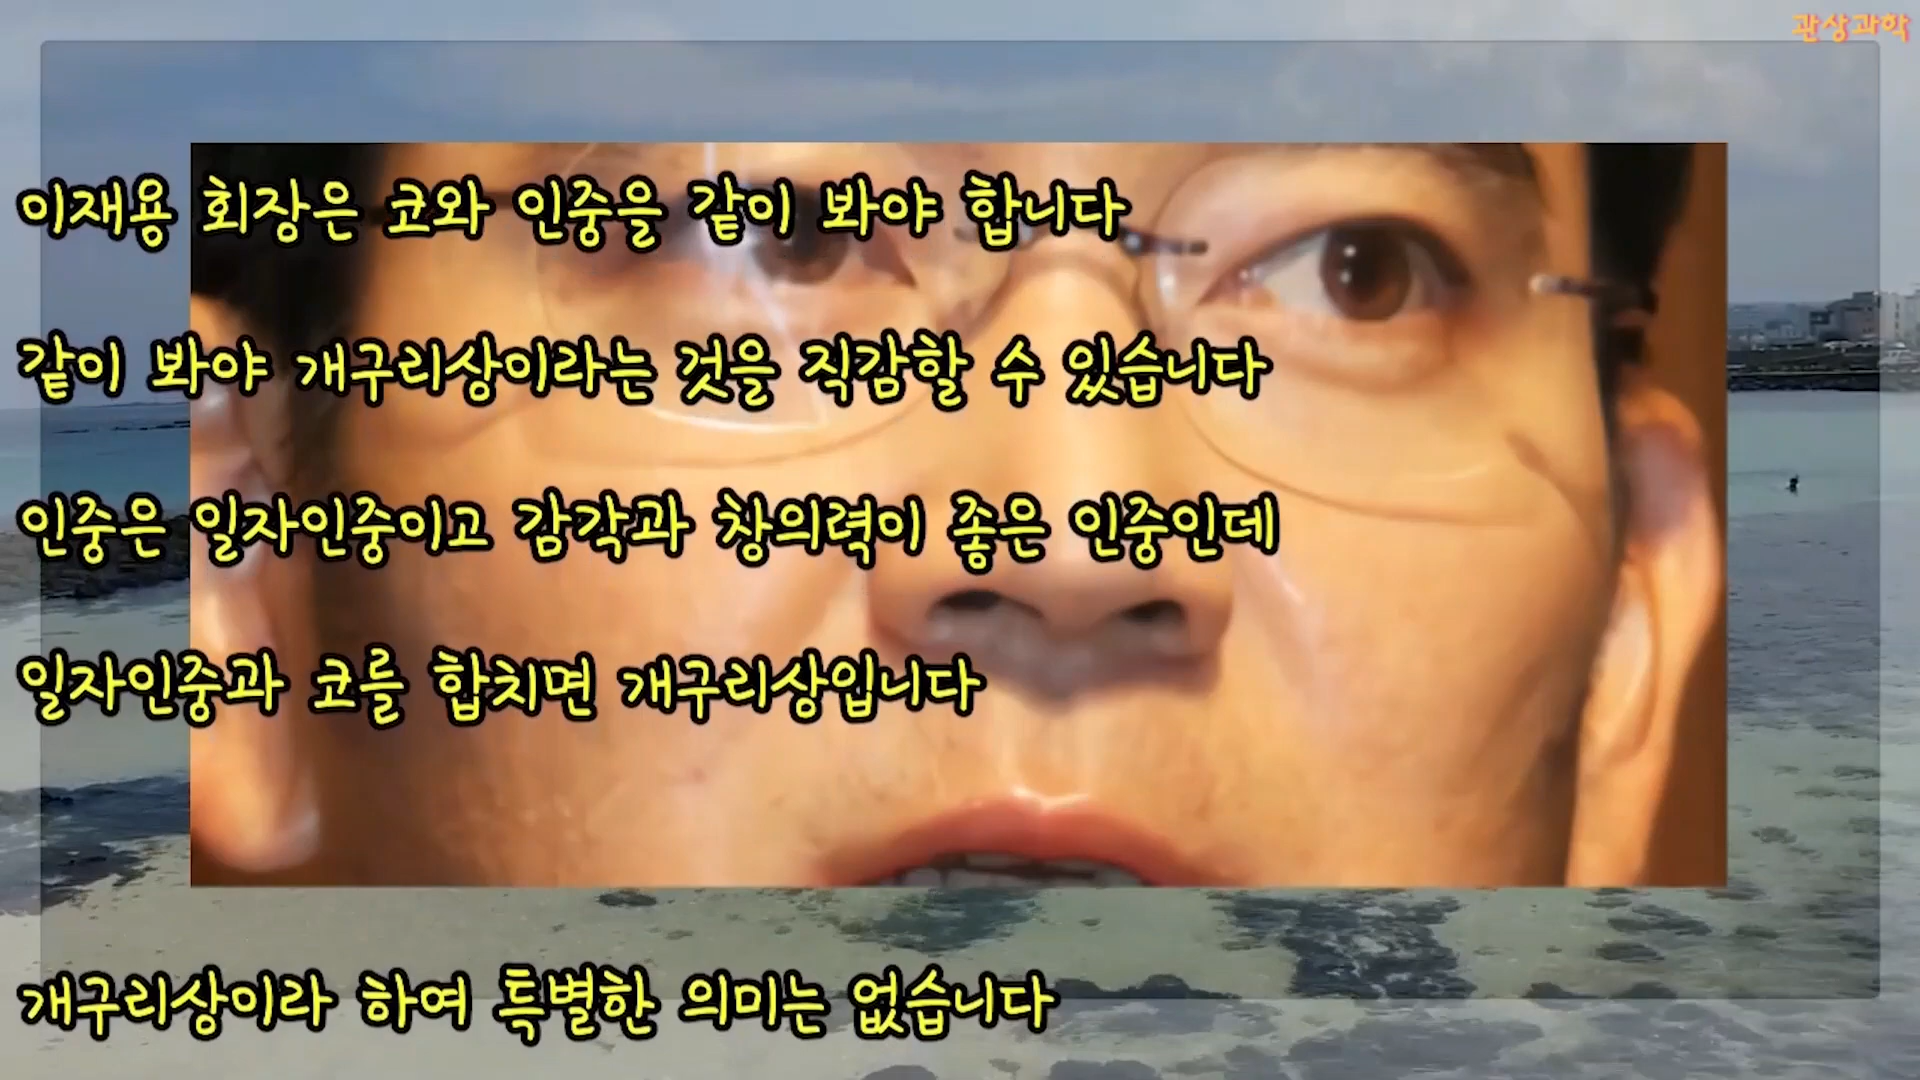 관상과학
이재용 회장은 코와 인중을 같이 봐야 합니다
같이 봐야 개구리상이라는 것을 직감할 수 있습니다
인중은 일자인중이고 감각과 창의력이 좋은 인중인데
일자인중과 코를 합치면 개구리상입니다
개구리상이라 하여 특별한 의미는 없습니다